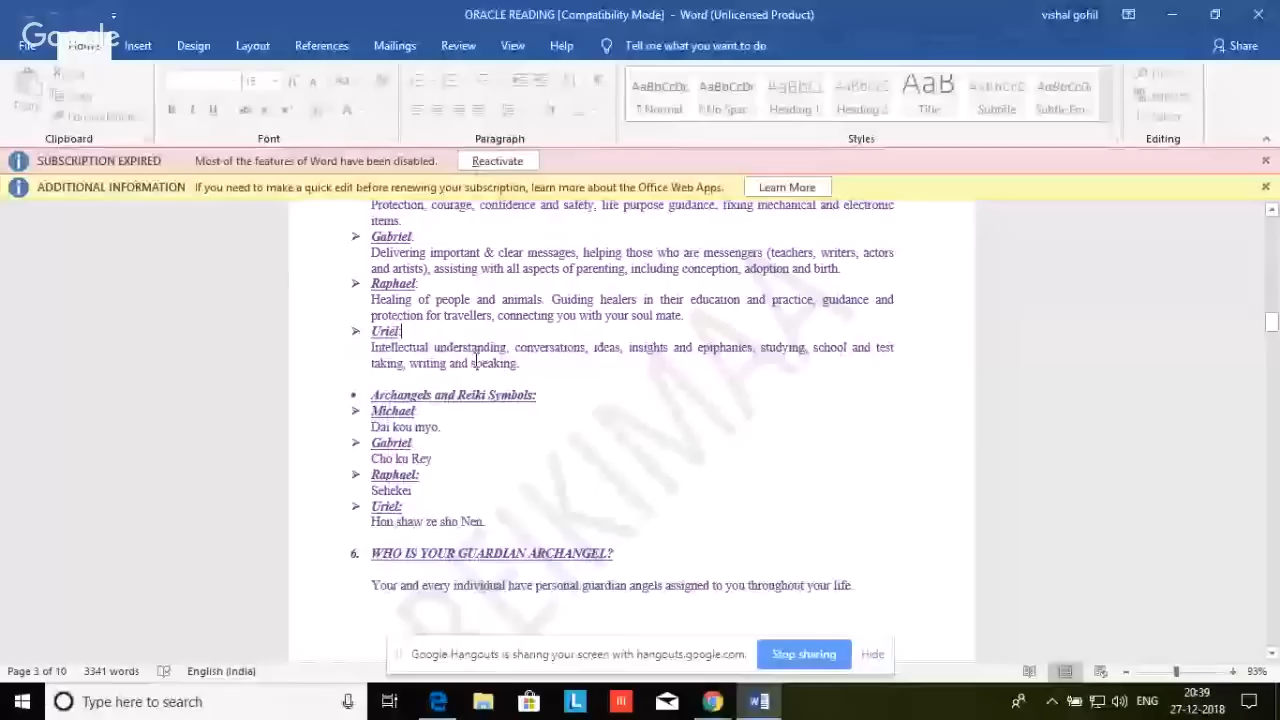 ORACLE READING [Compatibility Mode] - Word (Unlicensed Product)
vishal gohil
Google
File Home Insert Design Layout References Mailings Review View Help Tell me what you want to do
Share
AaBbCcDc AaBbCcDc AaBbCc AaBbCcC AaB AaBbCcC AaBbCcDc
¶ Normal ¶ No Spac... Heading 1 Heading 2 Title Subtitle Subtle Em...
Clipboard Font Paragraph Styles Editing
SUBSCRIPTION EXPIRED Most of the features of Word have been disabled. Reactivate
ADDITIONAL INFORMATION If you need to make a quick edit before renewing your subscription, learn more about the Office Web Apps. Learn More
Protection, courage, confidence and safety, life purpose guidance, fixing mechanical and electronic
items.
➢ Gabriel:
Delivering important & clear messages, helping those who are messengers (teachers, writers, actors
and artists), assisting with all aspects of parenting, including conception, adoption and birth.
➢ Raphael:
Healing of people and animals. Guiding healers in their education and practice, guidance and
protection for travellers, connecting you with your soul mate.
➢ Uriel:
Intellectual understanding, conversations, ideas, insights and epiphanies, studying, school and test
taking, writing and speaking.
• Archangels and Reiki Symbols:
➢ Michael
Dai kou myo.
➢ Gabriel
Cho ku Rey
➢ Raphael:
Sehekei
➢ Uriel:
Hon shaw ze sho Nen.
6. WHO IS YOUR GUARDIAN ARCHANGEL?
Your and every individual have personal guardian angels assigned to you throughout your life.
REIKIMAA
Google Hangouts is sharing your screen with hangouts.google.com. Stop sharing Hide
Page 3 of 10 3341 words English (India) 93%
Type here to search
ENG
20:39
27-12-2018